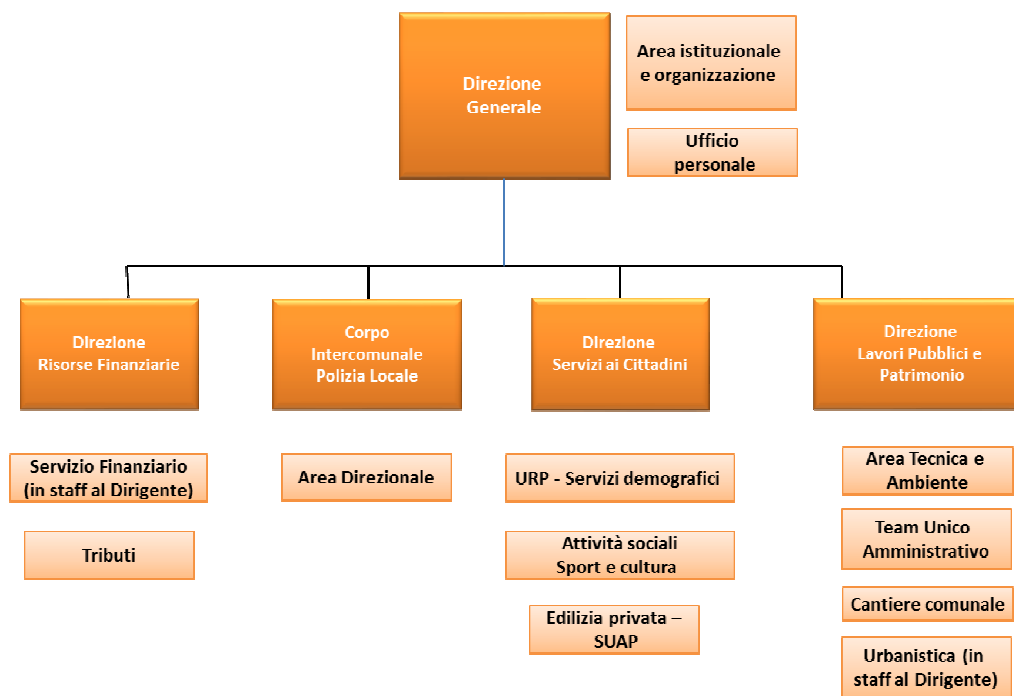 Direzione
Generale
Area istituzionale
e organizzazione
Ufficio
personale
Direzione
Risorse Finanziarie
Corpo
Intercomunale
Polizia Locale
Direzione
Servizi ai Cittadini
Direzione
Lavori Pubblici e
Patrimonio
Servizio Finanziario
(in staff al Dirigente)
Tributi
Area Direzionale
URP - Servizi demografici
Attività sociali
Sport e cultura
Edilizia privata –
SUAP
Area Tecnica e
Ambiente
Team Unico
Amministrativo
Cantiere comunale
Urbanistica (in
staff al Dirigente)